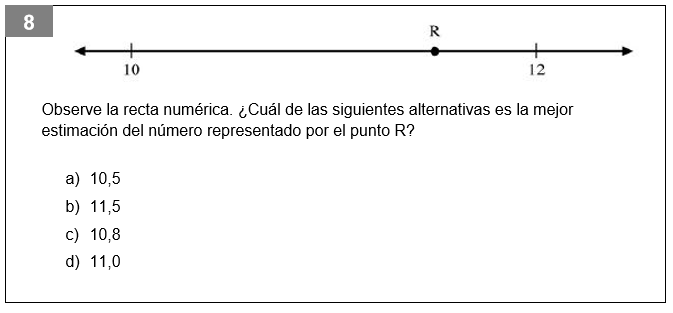 8
R
10 12
Observe la recta numérica. ¿Cuál de las siguientes alternativas es la mejor
estimación del número representado por el punto R?
a) 10,5
b) 11,5
c) 10,8
d) 11,0